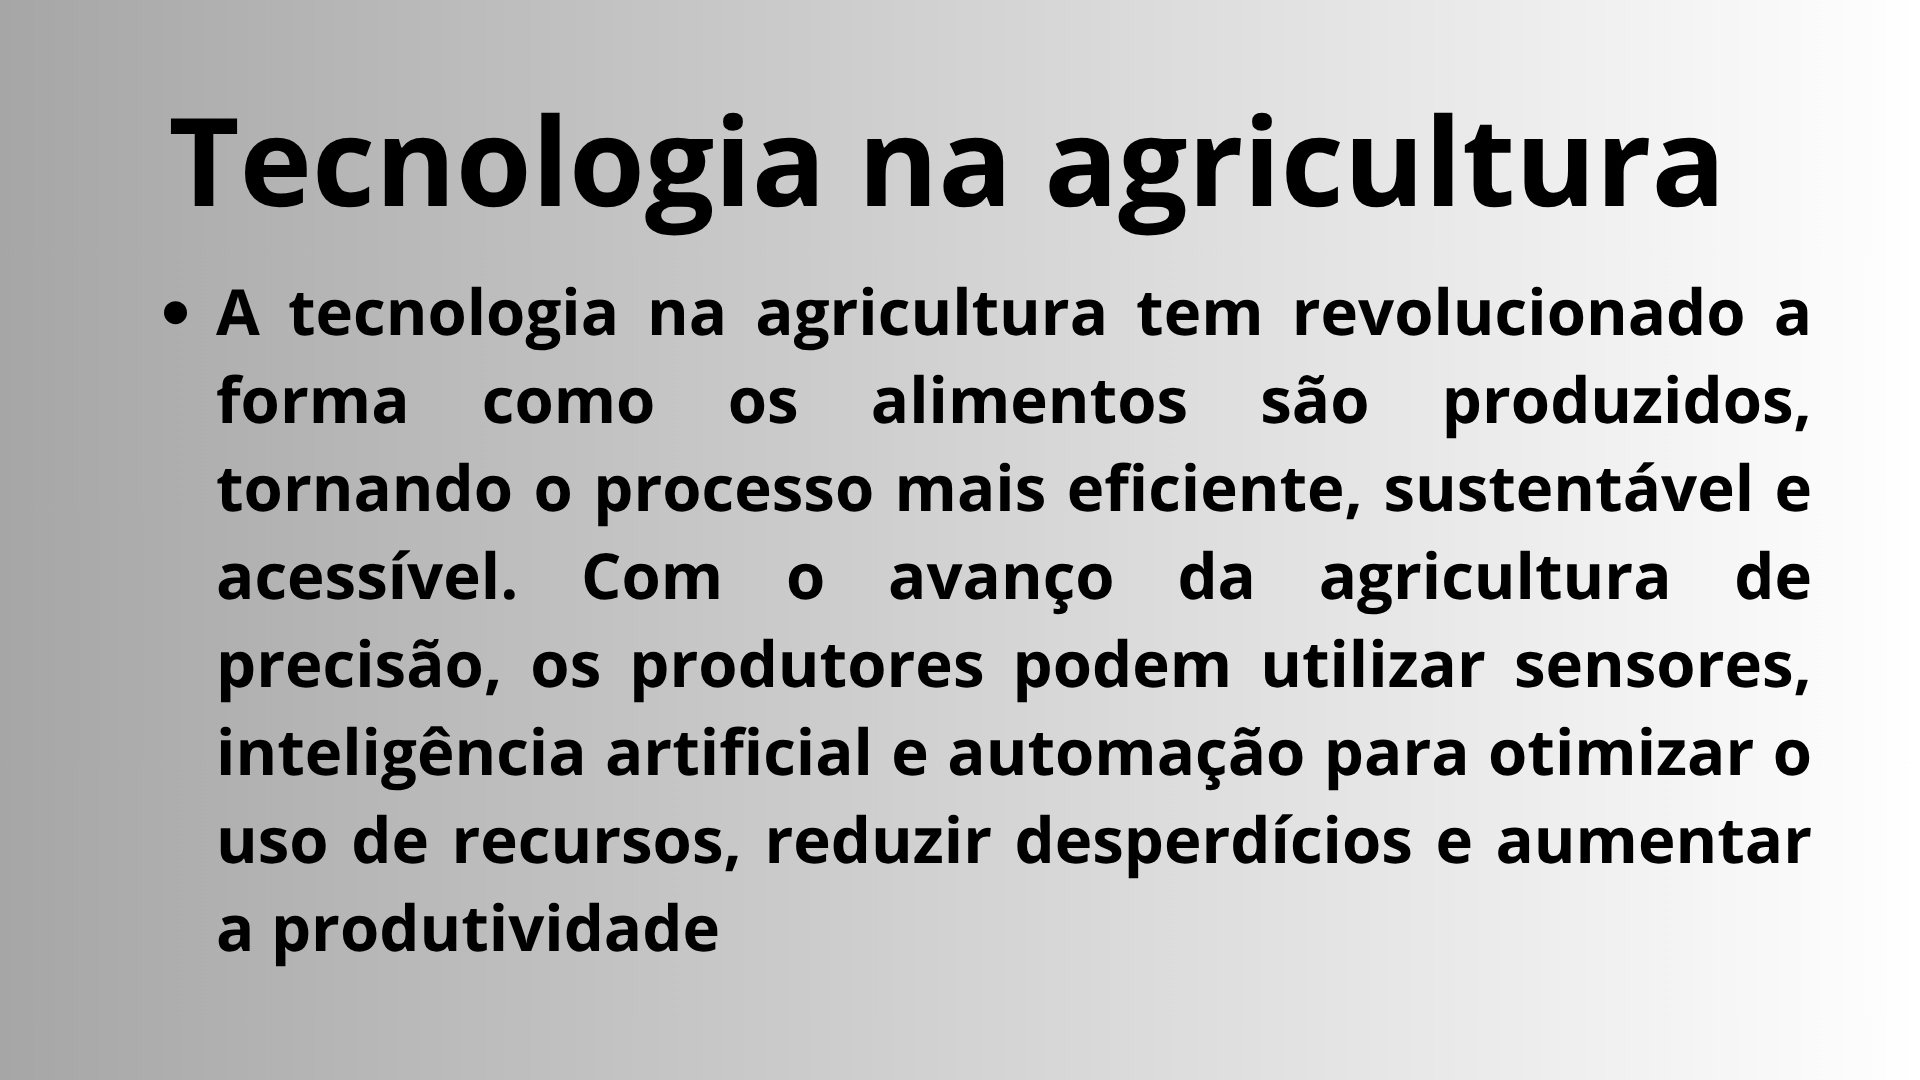 Tecnologia na agricultura
• A tecnologia na agricultura tem revolucionado a
forma como os alimentos são produzidos,
tornando o processo mais eficiente, sustentável e
acessível. Com o avanço da agricultura de
precisão, os produtores podem utilizar sensores,
inteligência artificial e automação para otimizar o
uso de recursos, reduzir desperdícios e aumentar
a produtividade